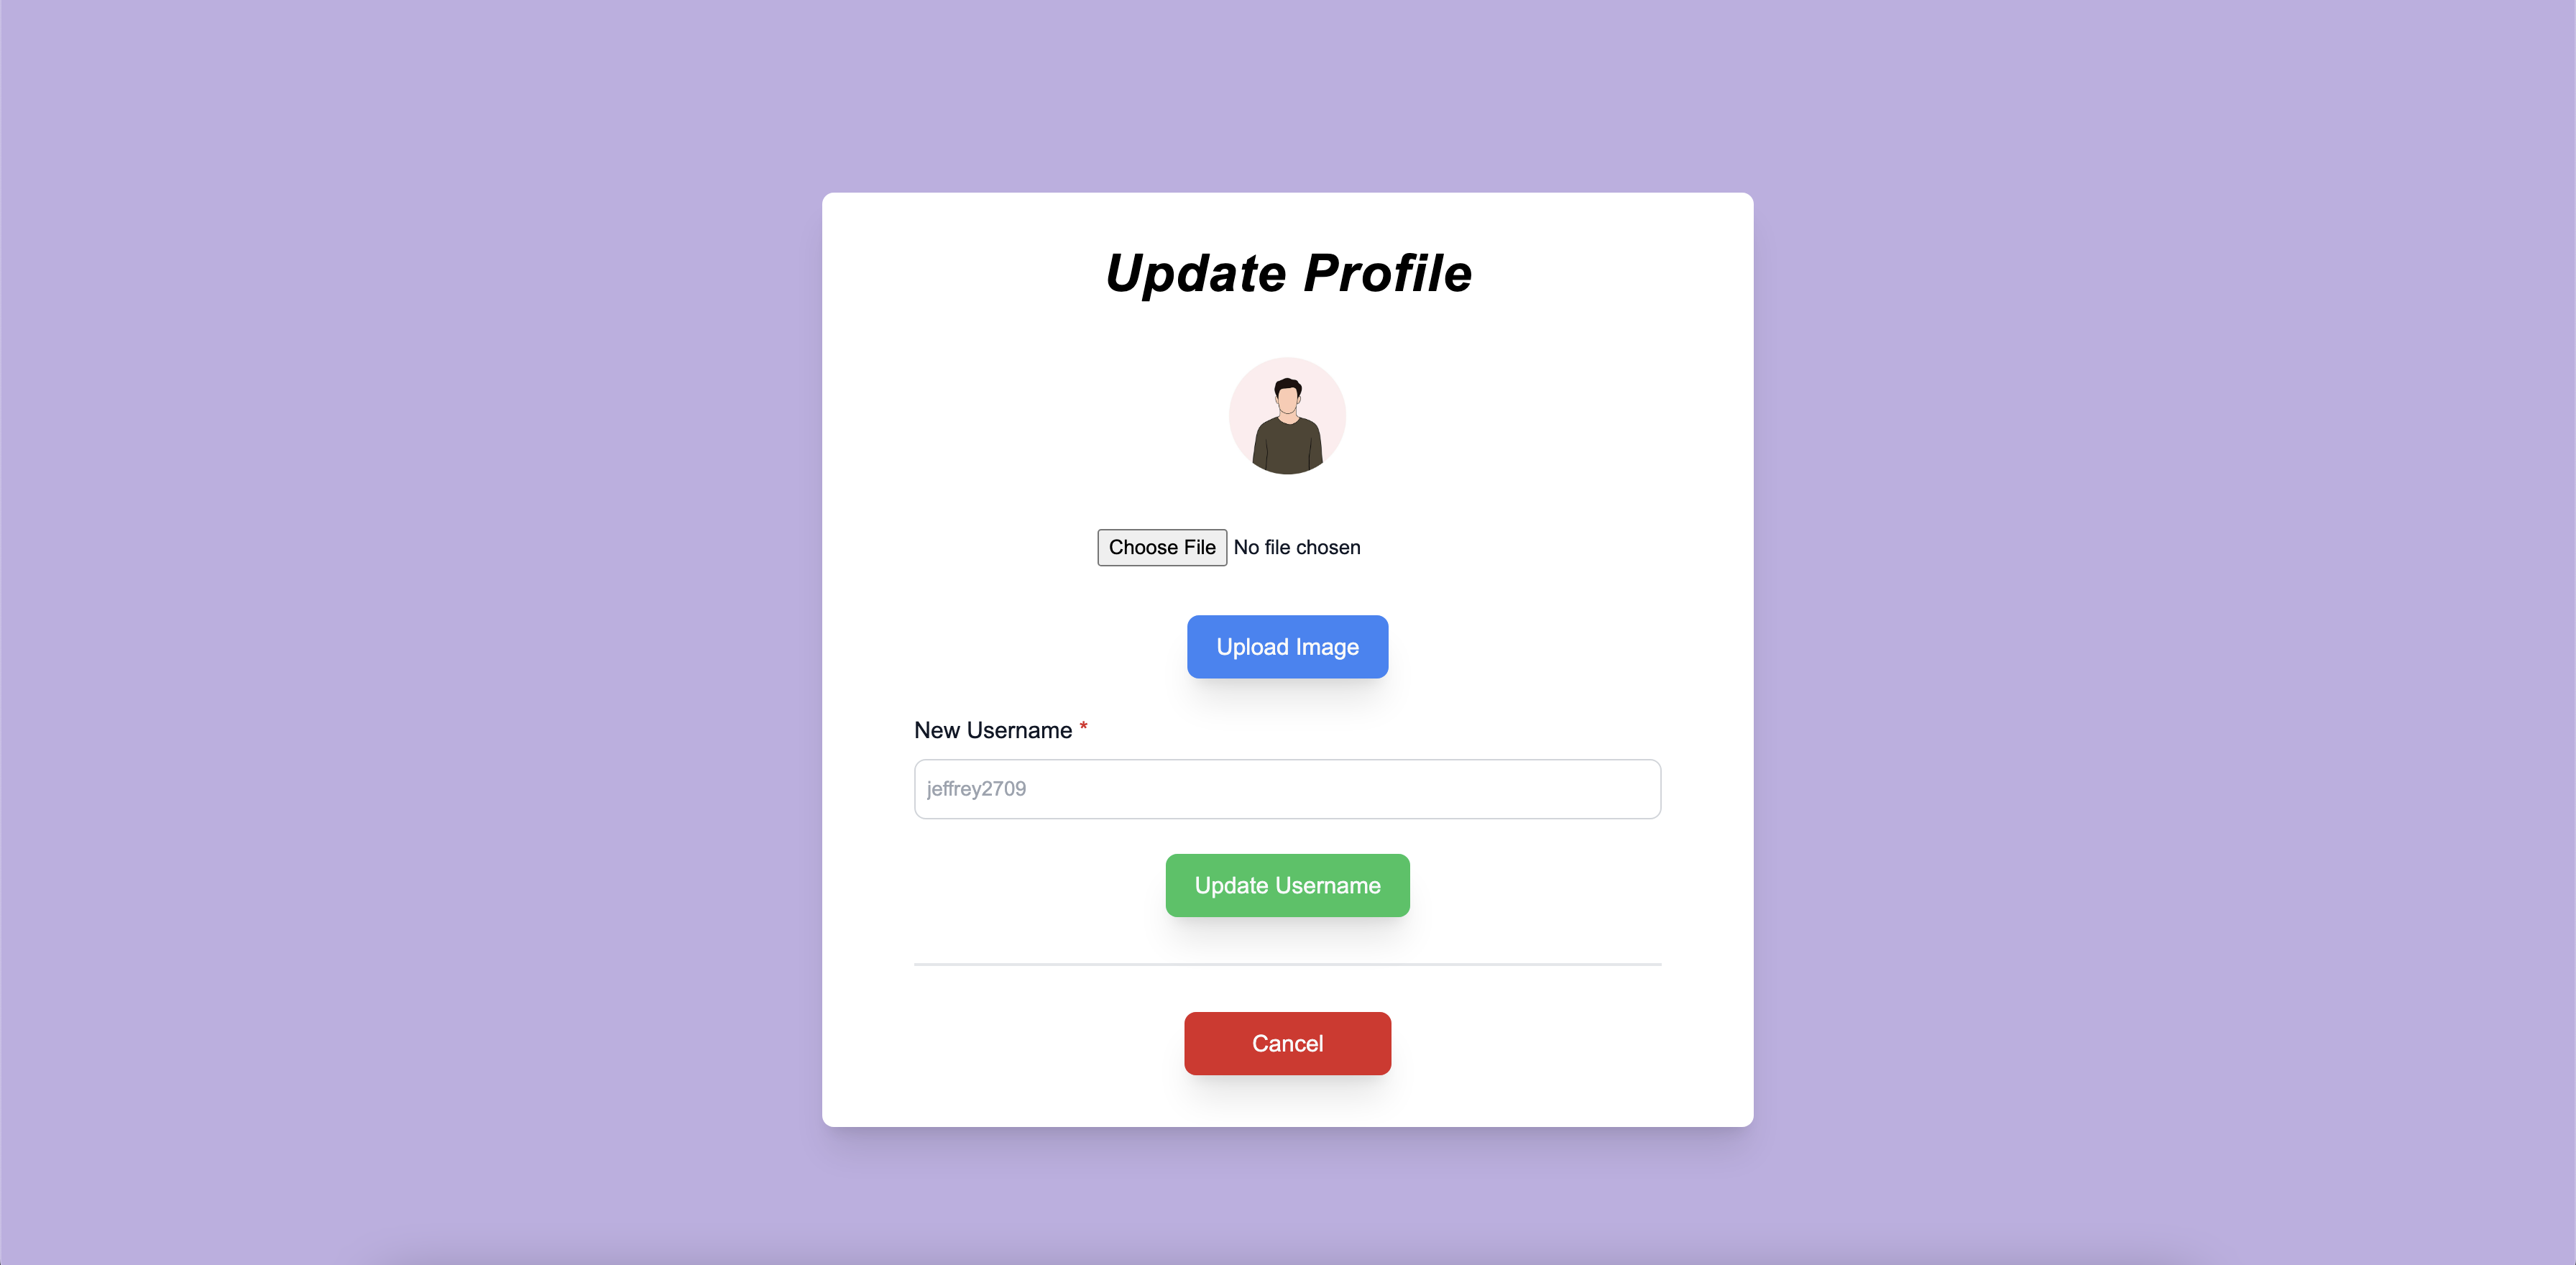 Update Profile
Choose File No file chosen
Upload Image
New Username *
jeffrey2709
Update Username
Cancel